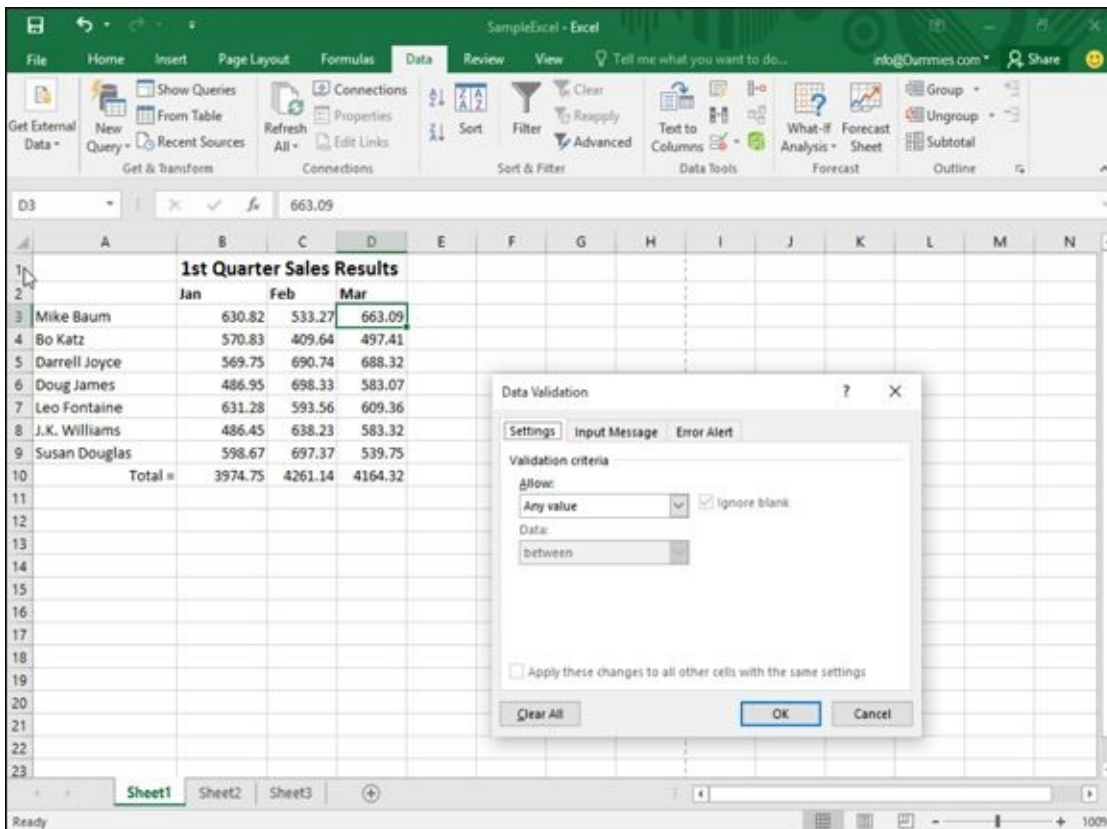 SampleExcel - Excel
File Home Insert Page Layout Formulas Data Review View Tell me what you want to do... info@Dummies.com Share
Get External Data
New Query
Show Queries
From Table
Recent Sources
Get & Transform
Refresh All
Connections
Properties
Edit Links
Connections
Sort
Filter
Clear
Reapply
Advanced
Sort & Filter
Text to Columns
Data Tools
What-If Analysis
Forecast Sheet
Forecast
Group
Ungroup
Subtotal
Outline
D3 fx 663.09
A B C D E F G H I J K L M N
1 1st Quarter Sales Results
2 Jan Feb Mar
3 Mike Baum 630.82 533.27 663.09
4 Bo Katz 570.83 409.64 497.41
5 Darrell Joyce 569.75 690.74 688.32
6 Doug James 486.95 698.33 583.07
7 Leo Fontaine 631.28 593.56 609.36
8 J.K. Williams 486.45 638.23 583.32
9 Susan Douglas 598.67 697.37 539.75
10 Total = 3974.75 4261.14 4164.32
11
12
13
14
15
16
17
18
19
20
21
22
23
Data Validation ?
Settings Input Message Error Alert
Validation criteria
Allow:
Any value Ignore blank
Data:
between
Apply these changes to all other cells with the same settings
Clear All OK Cancel
Sheet1 Sheet2 Sheet3
Ready 100%